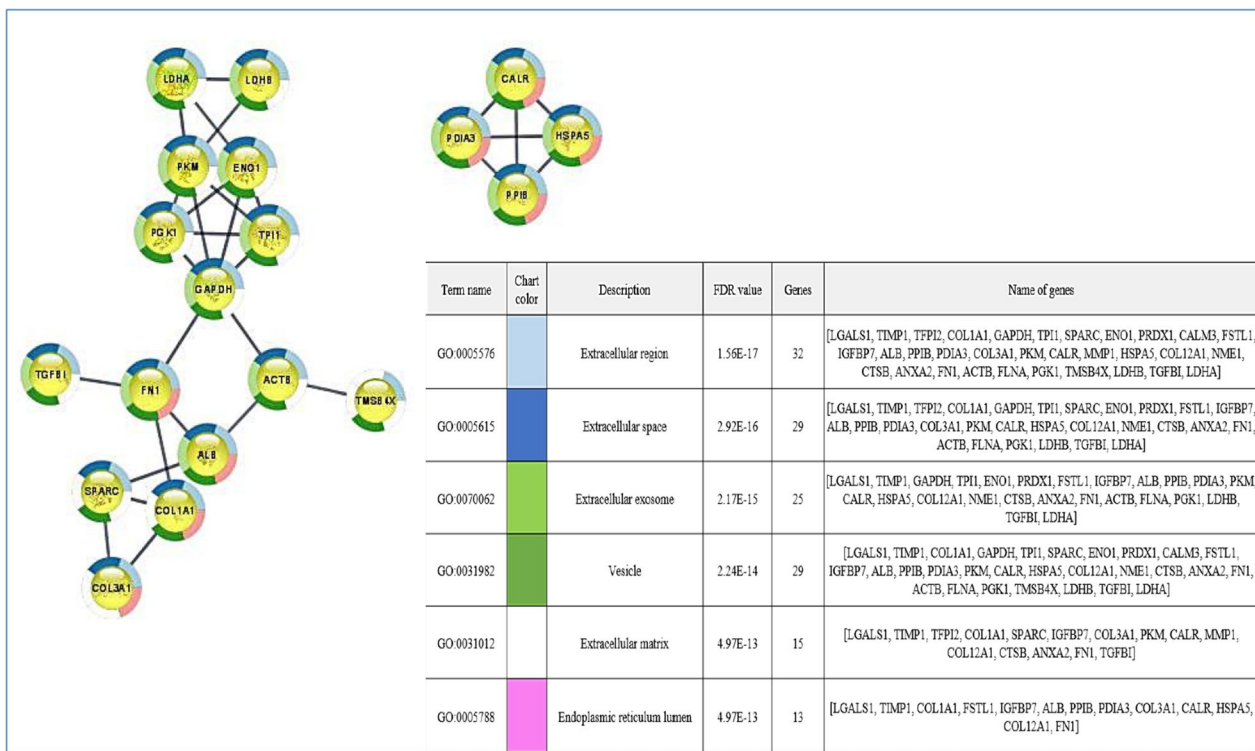 LDHA
LDHB
PKM
ENO1
PGK1
TPI1
GAPDH
TGFBI
FN1
ACTB
TMSB4X
ALB
SPARC
COL1A1
COL3A1
CALR
PDIA3
HSPA5
PPIB
Term name Chart color Description FDR value Genes Name of genes
GO:0005576 Extracellular region 1.56E-17 32
[LGALS1, TIMP1, TFPI2, COL1A1, GAPDH, TPI1, SPARC, ENO1, PRDX1, CALM3, FSTL1,
IGFBP7, ALB, PPIB, PDIA3, COL3A1, PKM, CALR, MMP1, HSPA5, COL12A1, NME1,
CTSB, ANXA2, FN1, ACTB, FLNA, PGK1, TMSB4X, LDHB, TGFBI, LDHA]
GO:0005615 Extracellular space 2.92E-16 29
[LGALS1, TIMP1, TFPI2, COL1A1, GAPDH, TPI1, SPARC, ENO1, PRDX1, FSTL1, IGFBP7,
ALB, PPIB, PDIA3, COL3A1, PKM, CALR, HSPA5, COL12A1, NME1, CTSB, ANXA2, FN1,
ACTB, FLNA, PGK1, LDHB, TGFBI, LDHA]
GO:0070062 Extracellular exosome 2.17E-15 25
[LGALS1, TIMP1, GAPDH, TPI1, ENO1, PRDX1, FSTL1, IGFBP7, ALB, PPIB, PDIA3, PKM,
CALR, HSPA5, COL12A1, NME1, CTSB, ANXA2, FN1, ACTB, FLNA, PGK1, LDHB,
TGFBI, LDHA]
GO:0031982 Vesicle 2.24E-14 29
[LGALS1, TIMP1, COL1A1, GAPDH, TPI1, SPARC, ENO1, PRDX1, CALM3, FSTL1,
IGFBP7, ALB, PPIB, PDIA3, PKM, CALR, HSPA5, COL12A1, NME1, CTSB, ANXA2, FN1,
ACTB, FLNA, PGK1, TMSB4X, LDHB, TGFBI, LDHA]
GO:0031012 Extracellular matrix 4.97E-13 15
[LGALS1, TIMP1, TFPI2, COL1A1, SPARC, IGFBP7, COL3A1, PKM, CALR, MMP1,
COL12A1, CTSB, ANXA2, FN1, TGFBI]
GO:0005788 Endoplasmic reticulum lumen 4.97E-13 13
[LGALS1, TIMP1, COL1A1, FSTL1, IGFBP7, ALB, PPIB, PDIA3, COL3A1, CALR, HSPA5,
COL12A1, FN1]